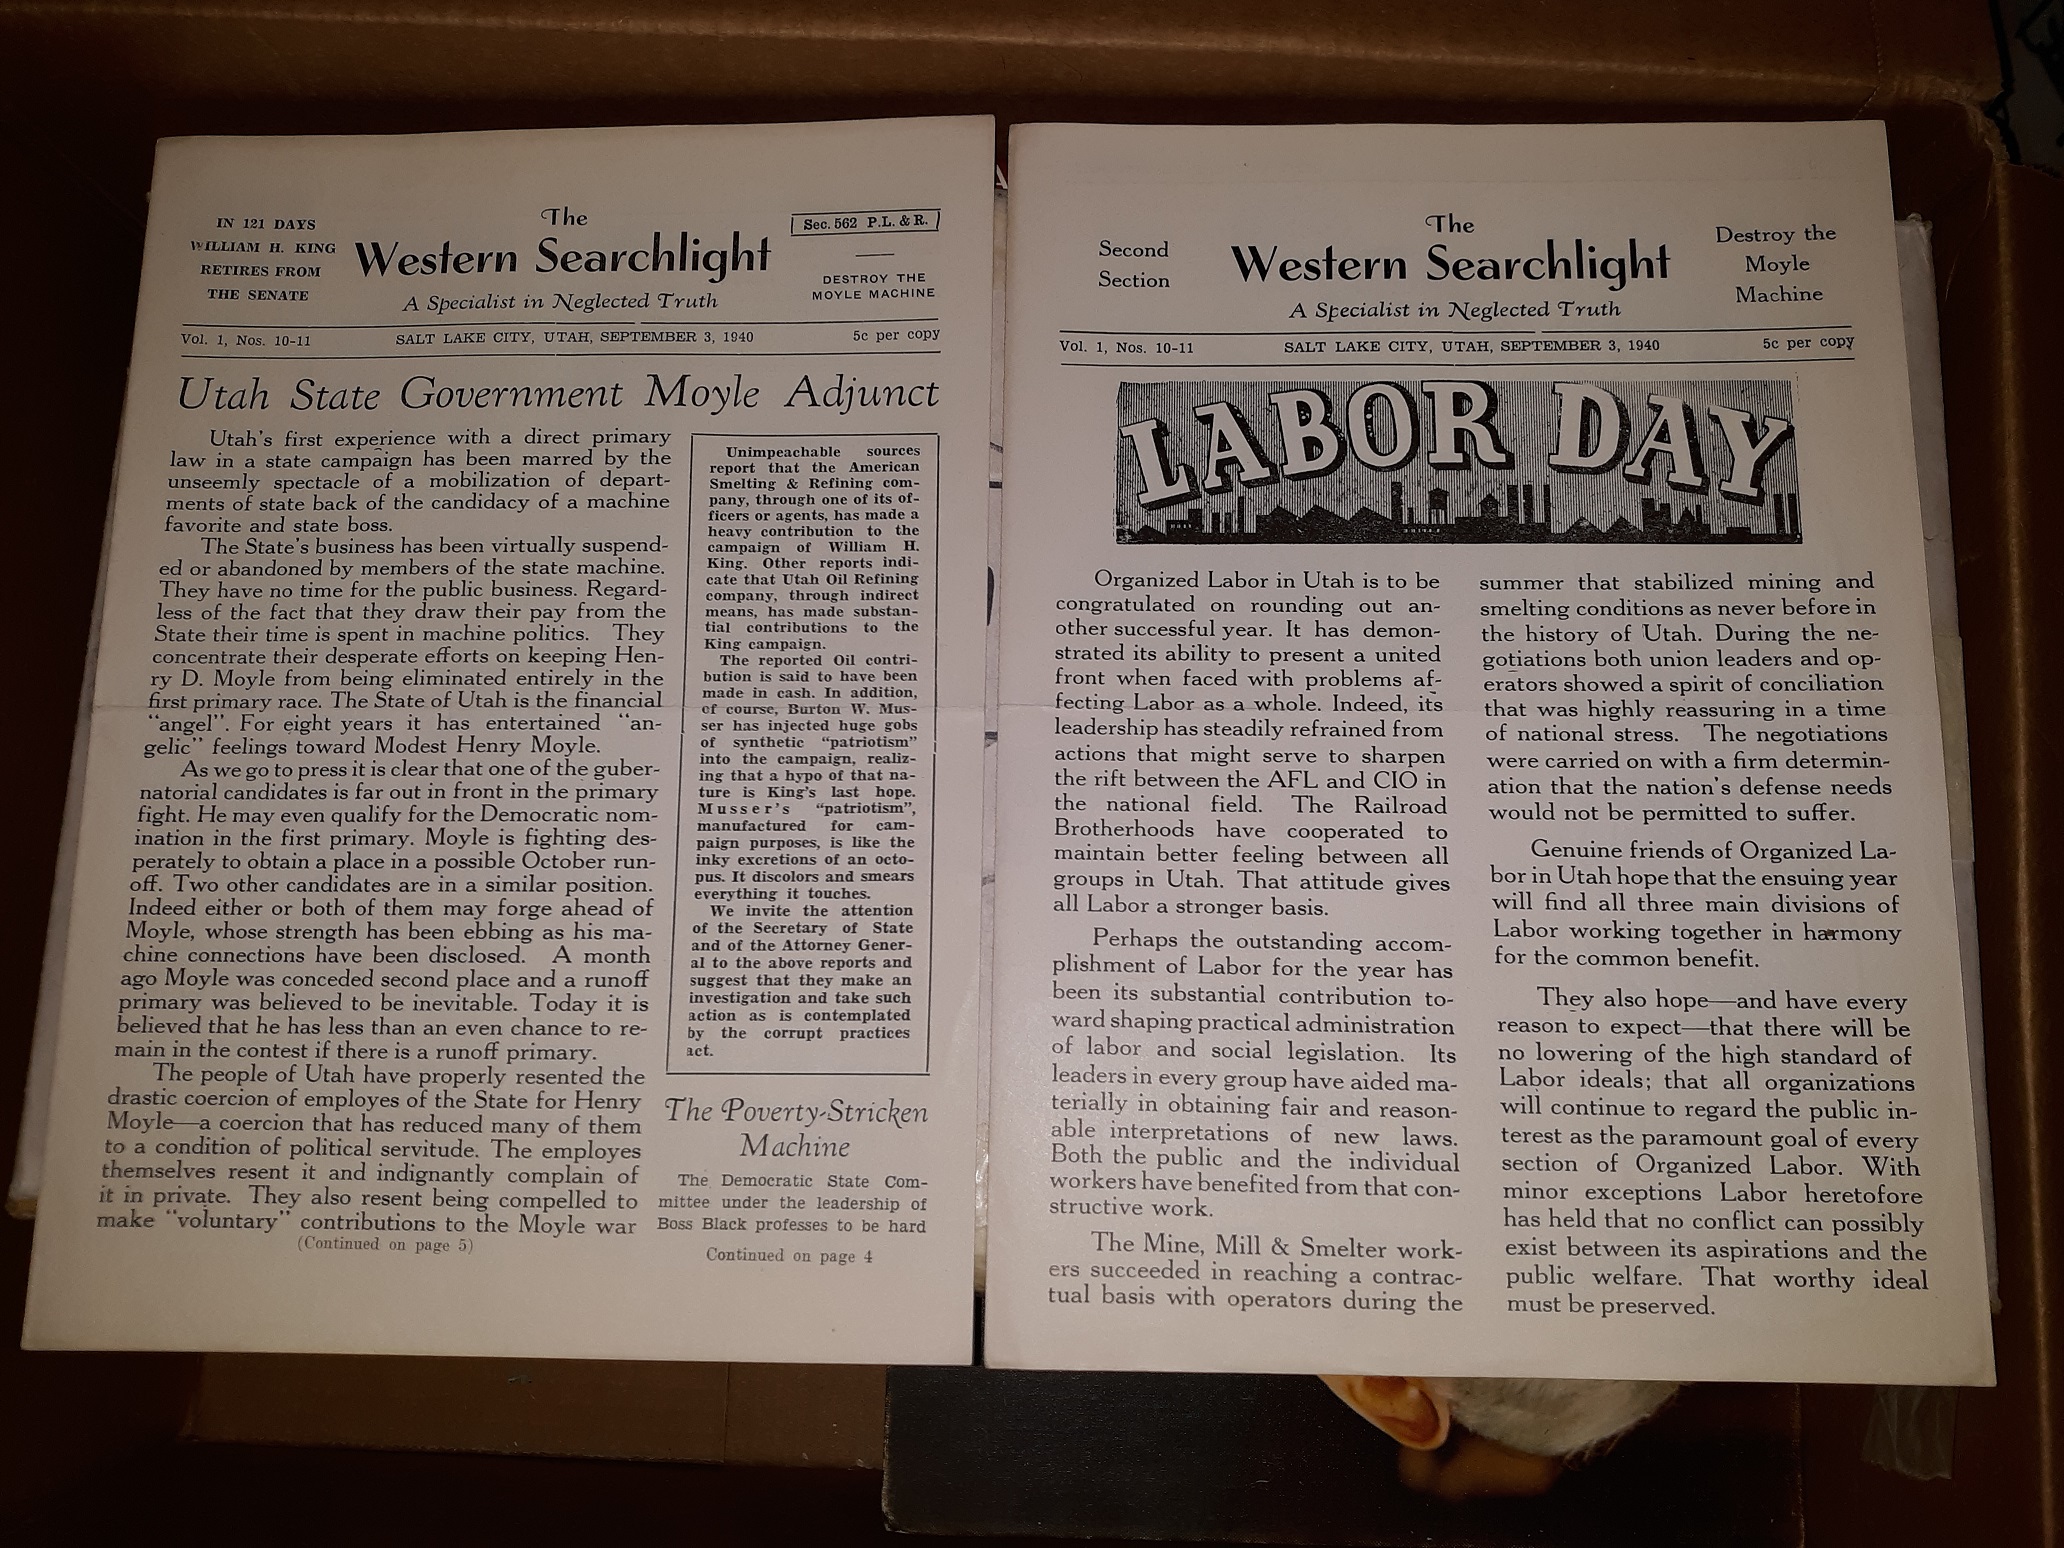 IN 121 DAYS
WILLIAM H. KING
RETIRES FROM
THE SENATE
The
Western Searchlight
A Specialist in Neglected Truth
Sec. 562 P.L. & R.
DESTROY THE
MOYLE MACHINE
Vol. 1, Nos. 10-11 SALT LAKE CITY, UTAH, SEPTEMBER 3, 1940 5c per copy
Utah State Government Moyle Adjunct
Utah's first experience with a direct primary
law in a state campaign has been marred by the
unseemly spectacle of a mobilization of depart-
ments of state back of the candidacy of a machine
favorite and state boss.
The State's business has been virtually suspend-
ed or abandoned by members of the state machine.
They have no time for the public business. Regard-
less of the fact that they draw their pay from the
State their time is spent in machine politics. They
concentrate their desperate efforts on keeping Hen-
ry D. Moyle from being eliminated entirely in the
first primary race. The State of Utah is the financial
"angel". For eight years it has entertained "an-
gelic" feelings toward Modest Henry Moyle.
As we go to press it is clear that one of the guber-
natorial candidates is far out in front in the primary
fight. He may even qualify for the Democratic nom-
ination in the first primary. Moyle is fighting des-
perately to obtain a place in a possible October run-
off. Two other candidates are in a similar position.
Indeed either or both of them may forge ahead of
Moyle, whose strength has been ebbing as his ma-
chine connections have been disclosed. A month
ago Moyle was conceded second place and a runoff
primary was believed to be inevitable. Today it is
believed that he has less than an even chance to re-
main in the contest if there is a runoff primary.
The people of Utah have properly resented the
drastic coercion of employes of the State for Henry
Moyle—a coercion that has reduced many of them
to a condition of political servitude. The employes
themselves resent it and indignantly complain of
it in private. They also resent being compelled to
make "voluntary" contributions to the Moyle war
(Continued on page 5)
Unimpeachable sources
report that the American
Smelting & Refining com-
pany, through one of its of-
ficers or agents, has made a
heavy contribution to the
campaign of William H.
King. Other reports indi-
cate that Utah Oil Refining
company, through indirect
means, has made substan-
tial contributions to the
King campaign.
The reported Oil contri-
bution is said to have been
made in cash. In addition,
of course, Burton W. Mus-
ser has injected huge gobs
of synthetic "patriotism"
into the campaign, realiz-
ing that a hypo of that na-
ture is King's last hope.
Musser's "patriotism",
manufactured for cam-
paign purposes, is like the
inky excretions of an octo-
pus. It discolors and smears
everything it touches.
We invite the attention
of the Secretary of State
and of the Attorney Gener-
al to the above reports and
suggest that they make an
investigation and take such
action as is contemplated
by the corrupt practices
act.
The Poverty-Stricken
Machine
The Democratic State Com-
mittee under the leadership of
Boss Black professes to be hard
Continued on page 4
Second
Section
The
Western Searchlight
A Specialist in Neglected Truth
Destroy the
Moyle
Machine
Vol. 1, Nos. 10-11 SALT LAKE CITY, UTAH, SEPTEMBER 3, 1940 5c per copy
LABOR DAY
Organized Labor in Utah is to be
congratulated on rounding out an-
other successful year. It has demon-
strated its ability to present a united
front when faced with problems af-
fecting Labor as a whole. Indeed, its
leadership has steadily refrained from
actions that might serve to sharpen
the rift between the AFL and CIO in
the national field. The Railroad
Brotherhoods have cooperated to
maintain better feeling between all
groups in Utah. That attitude gives
all Labor a stronger basis.
Perhaps the outstanding accom-
plishment of Labor for the year has
been its substantial contribution to-
ward shaping practical administration
of labor and social legislation. Its
leaders in every group have aided ma-
terially in obtaining fair and reason-
able interpretations of new laws.
Both the public and the individual
workers have benefited from that con-
structive work.
The Mine, Mill & Smelter work-
ers succeeded in reaching a contrac-
tual basis with operators during the
summer that stabilized mining and
smelting conditions as never before in
the history of Utah. During the ne-
gotiations both union leaders and op-
erators showed a spirit of conciliation
that was highly reassuring in a time
of national stress. The negotiations
were carried on with a firm determin-
ation that the nation's defense needs
would not be permitted to suffer.
Genuine friends of Organized La-
bor in Utah hope that the ensuing year
will find all three main divisions of
Labor working together in harmony
for the common benefit.
They also hope—and have every
reason to expect—that there will be
no lowering of the high standard of
Labor ideals; that all organizations
will continue to regard the public in-
terest as the paramount goal of every
section of Organized Labor. With
minor exceptions Labor heretofore
has held that no conflict can possibly
exist between its aspirations and the
public welfare. That worthy ideal
must be preserved.